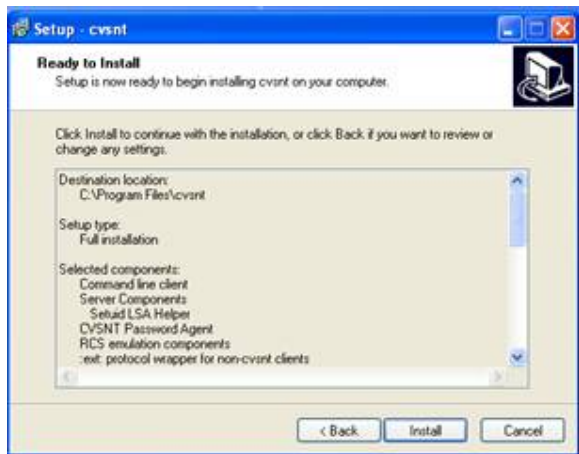 Setup - cvsnt
Ready to Install
Setup is now ready to begin installing cvsnt on your computer.
Click Install to continue with the installation, or click Back if you want to review or
change any settings.
Destination location:
C:\Program Files\cvsnt
Setup type:
Full installation
Selected components:
Command line client
Server Components
Setuid LSA Helper
CVSNT Password Agent
RCS emulation components
:ext: protocol wrapper for non-cvsnt clients
< Back
Install
Cancel